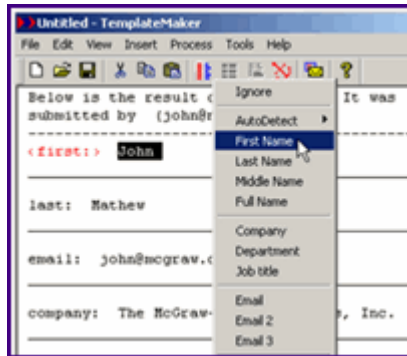 Untitled - TemplateMaker
File Edit View Insert Process Tools Help
Below is the result It was
submitted by (john@
<first:> John
last: Mathew
email: john@mcgraw.
company: The McGraw- , Inc.
Ignore
AutoDetect
First Name
Last Name
Middle Name
Full Name
Company
Department
Job title
Email
Email 2
Email 3